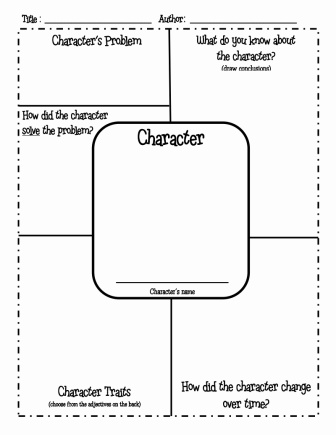 Title : ____________________ Author: ____________________
Character's Problem
What do you know about
the character?
(draw conclusions)
How did the character
solve the problem?
Character
Character's name
Character Traits
(choose from the adjectives on the back)
How did the character change
over time?